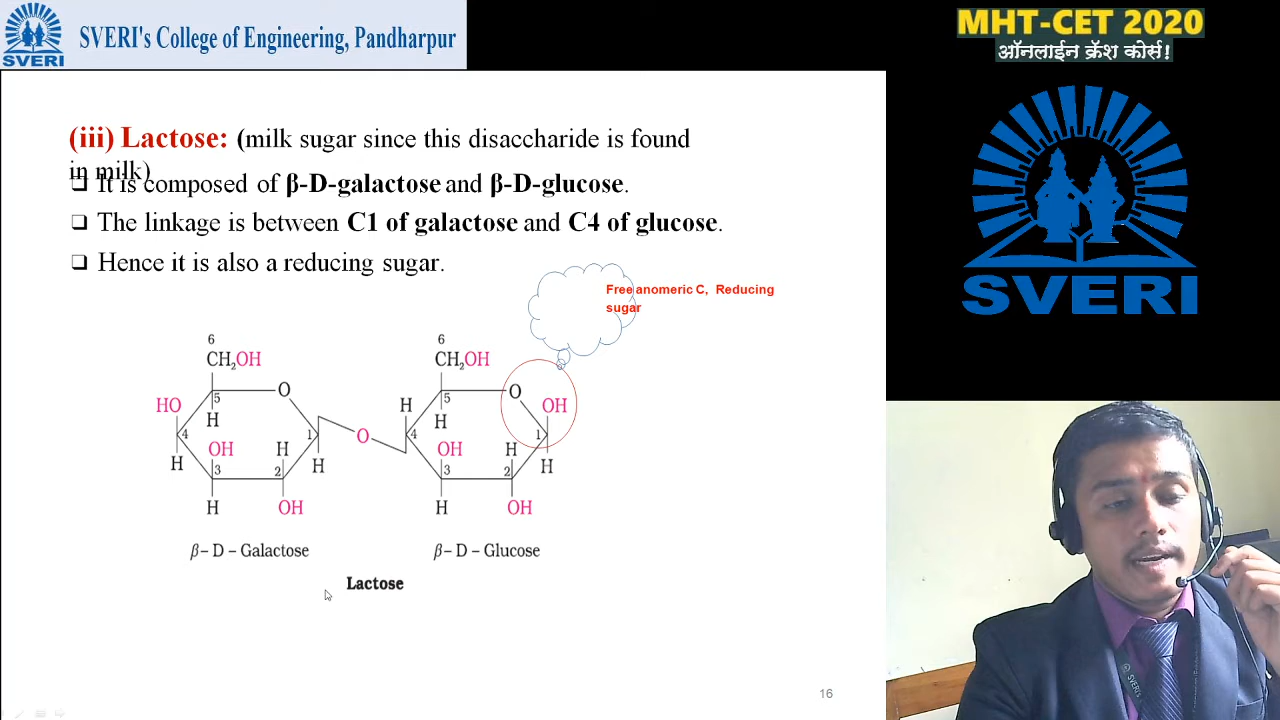 SVERI's College of Engineering, Pandharpur
SVERI
MHT-CET 2020
ऑनलाईन क्रॅश कोर्स!
SVERI
(iii) Lactose: (milk sugar since this disaccharide is found
in milk)
❑ It is composed of β-D-galactose and β-D-glucose.
❑ The linkage is between C1 of galactose and C4 of glucose.
❑ Hence it is also a reducing sugar.
Free anomeric C, Reducing
sugar
6 6
CH₂OH CH₂OH
5 O 5 O
HO H H H OH
4 OH H 1 O 4 OH H 1
H 3 2 H 3 2 H
H OH H OH
β– D – Galactose β– D – Glucose
Lactose
16
SVERI